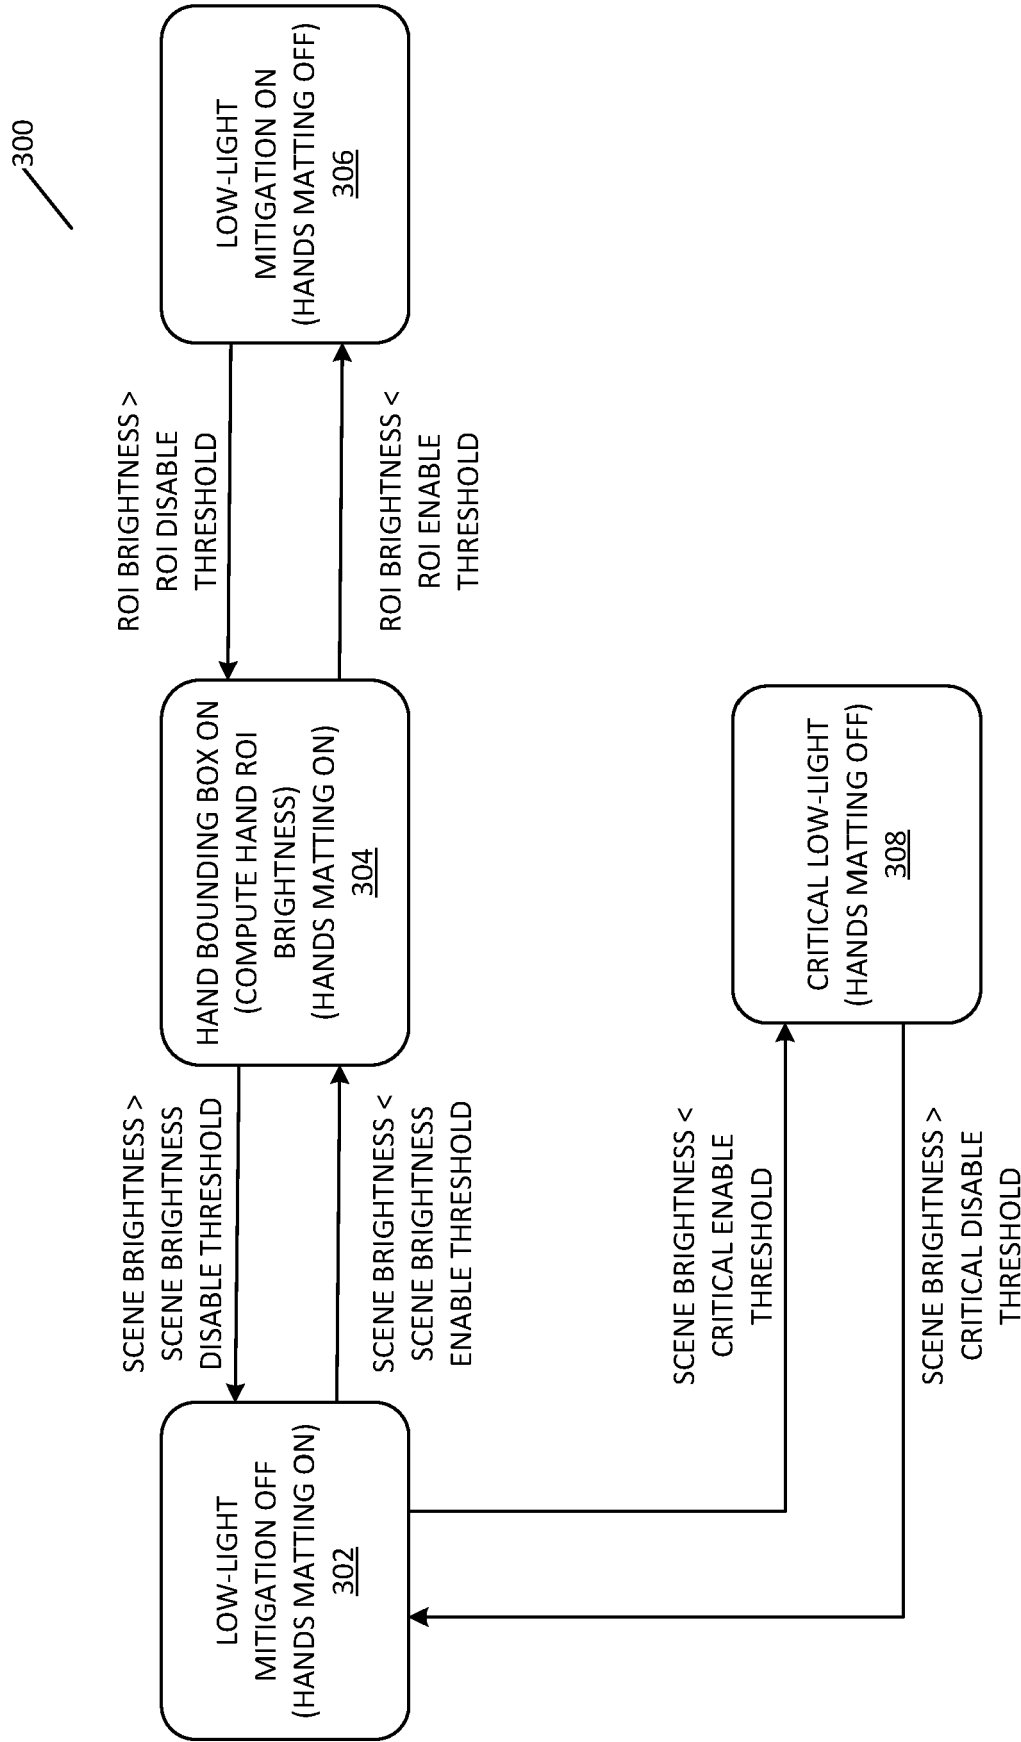 300
LOW-LIGHT
MITIGATION OFF
(HANDS MATTING ON)
302
SCENE BRIGHTNESS >
SCENE BRIGHTNESS
DISABLE THRESHOLD
SCENE BRIGHTNESS <
SCENE BRIGHTNESS
ENABLE THRESHOLD
HAND BOUNDING BOX ON
(COMPUTE HAND ROI
BRIGHTNESS)
(HANDS MATTING ON)
304
ROI BRIGHTNESS >
ROI DISABLE
THRESHOLD
ROI BRIGHTNESS <
ROI ENABLE
THRESHOLD
LOW-LIGHT
MITIGATION ON
(HANDS MATTING OFF)
306
SCENE BRIGHTNESS <
CRITICAL ENABLE
THRESHOLD
SCENE BRIGHTNESS >
CRITICAL DISABLE
THRESHOLD
CRITICAL LOW-LIGHT
(HANDS MATTING OFF)
308